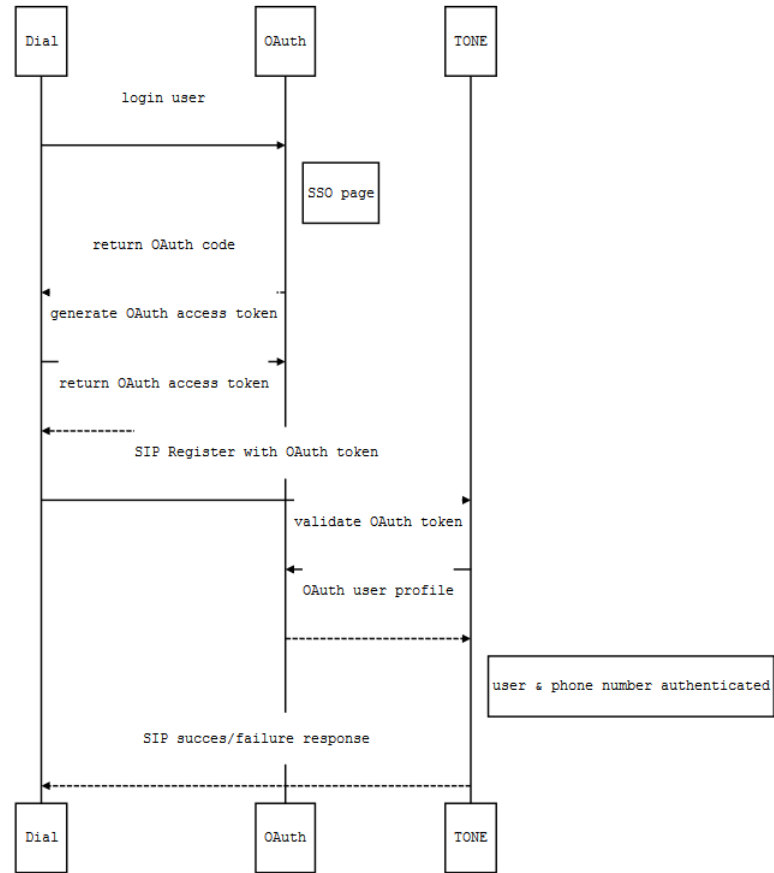 Dial
OAuth
TONE
login user
SSO page
return OAuth code
generate OAuth access token
return OAuth access token
SIP Register with OAuth token
validate OAuth token
OAuth user profile
user & phone number authenticated
SIP succes/failure response
Dial
OAuth
TONE